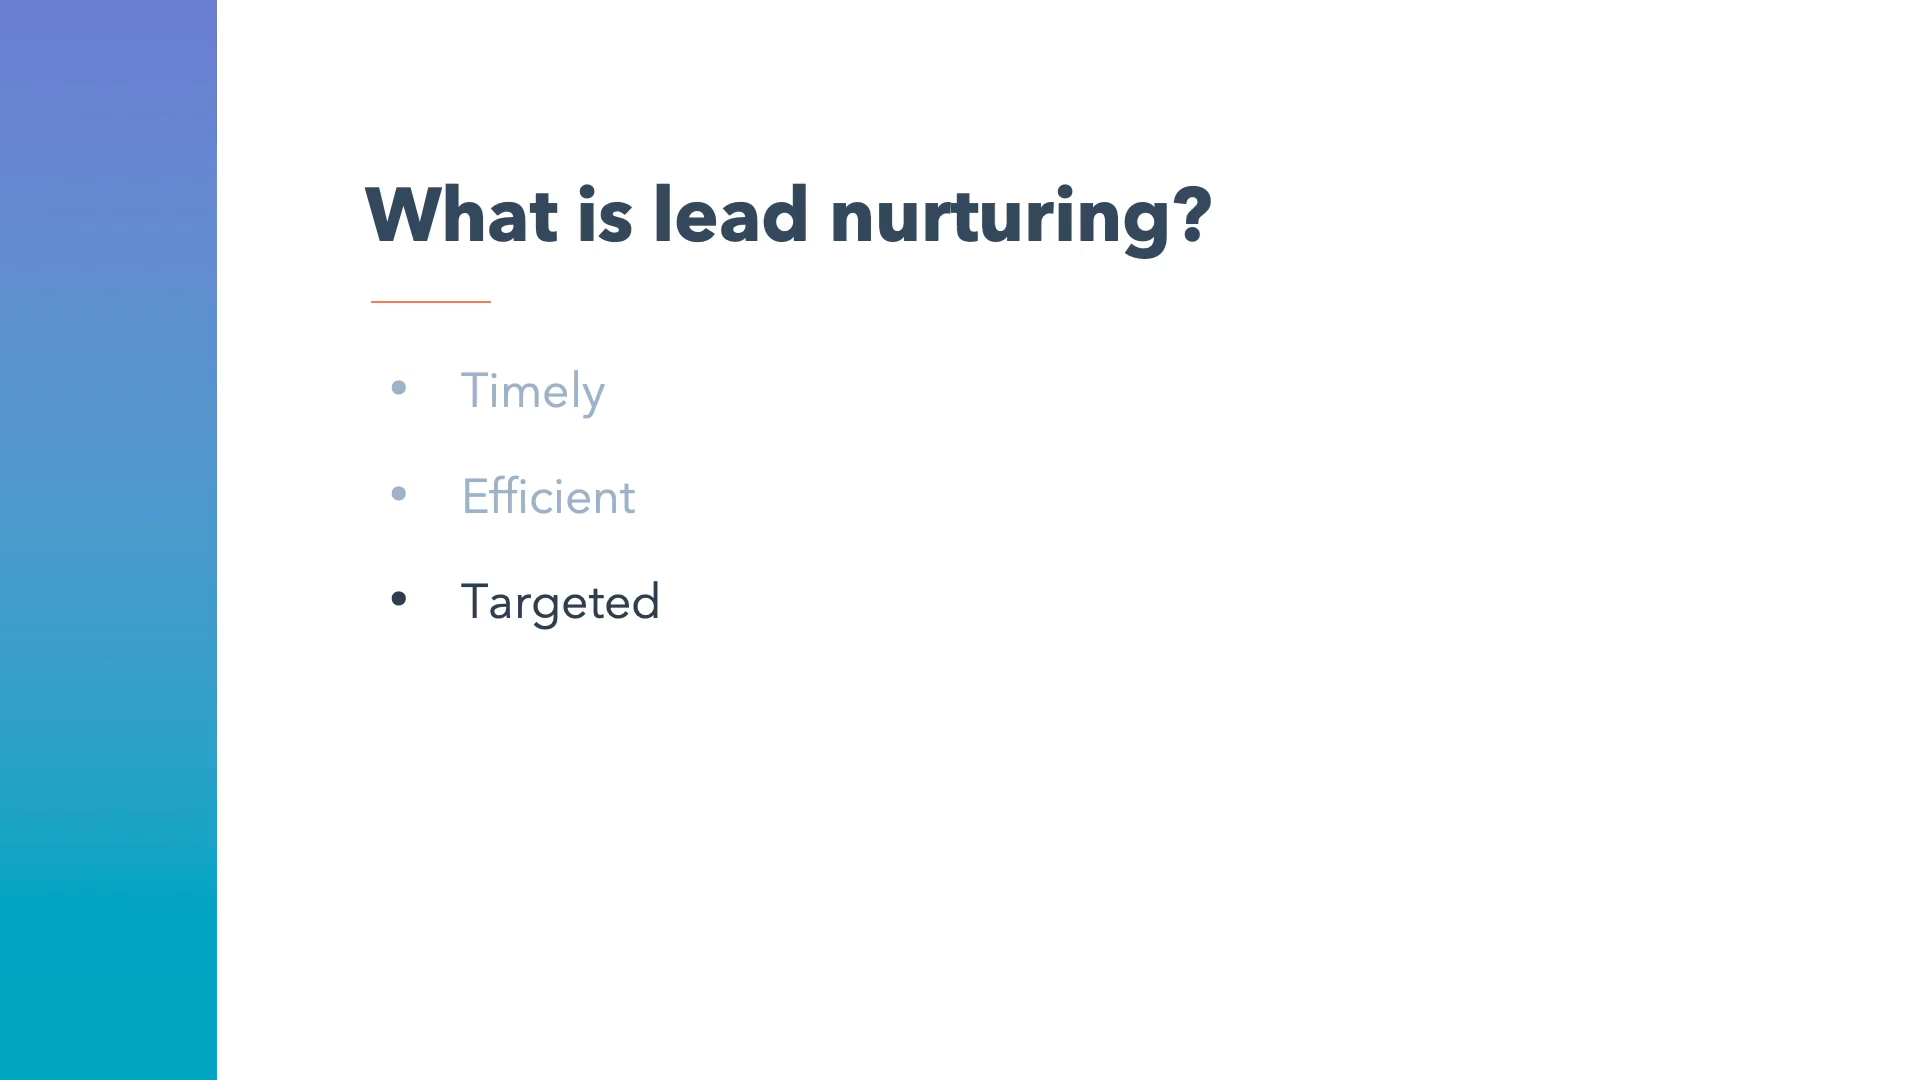 What is lead nurturing?
• Timely
• Efficient
• Targeted